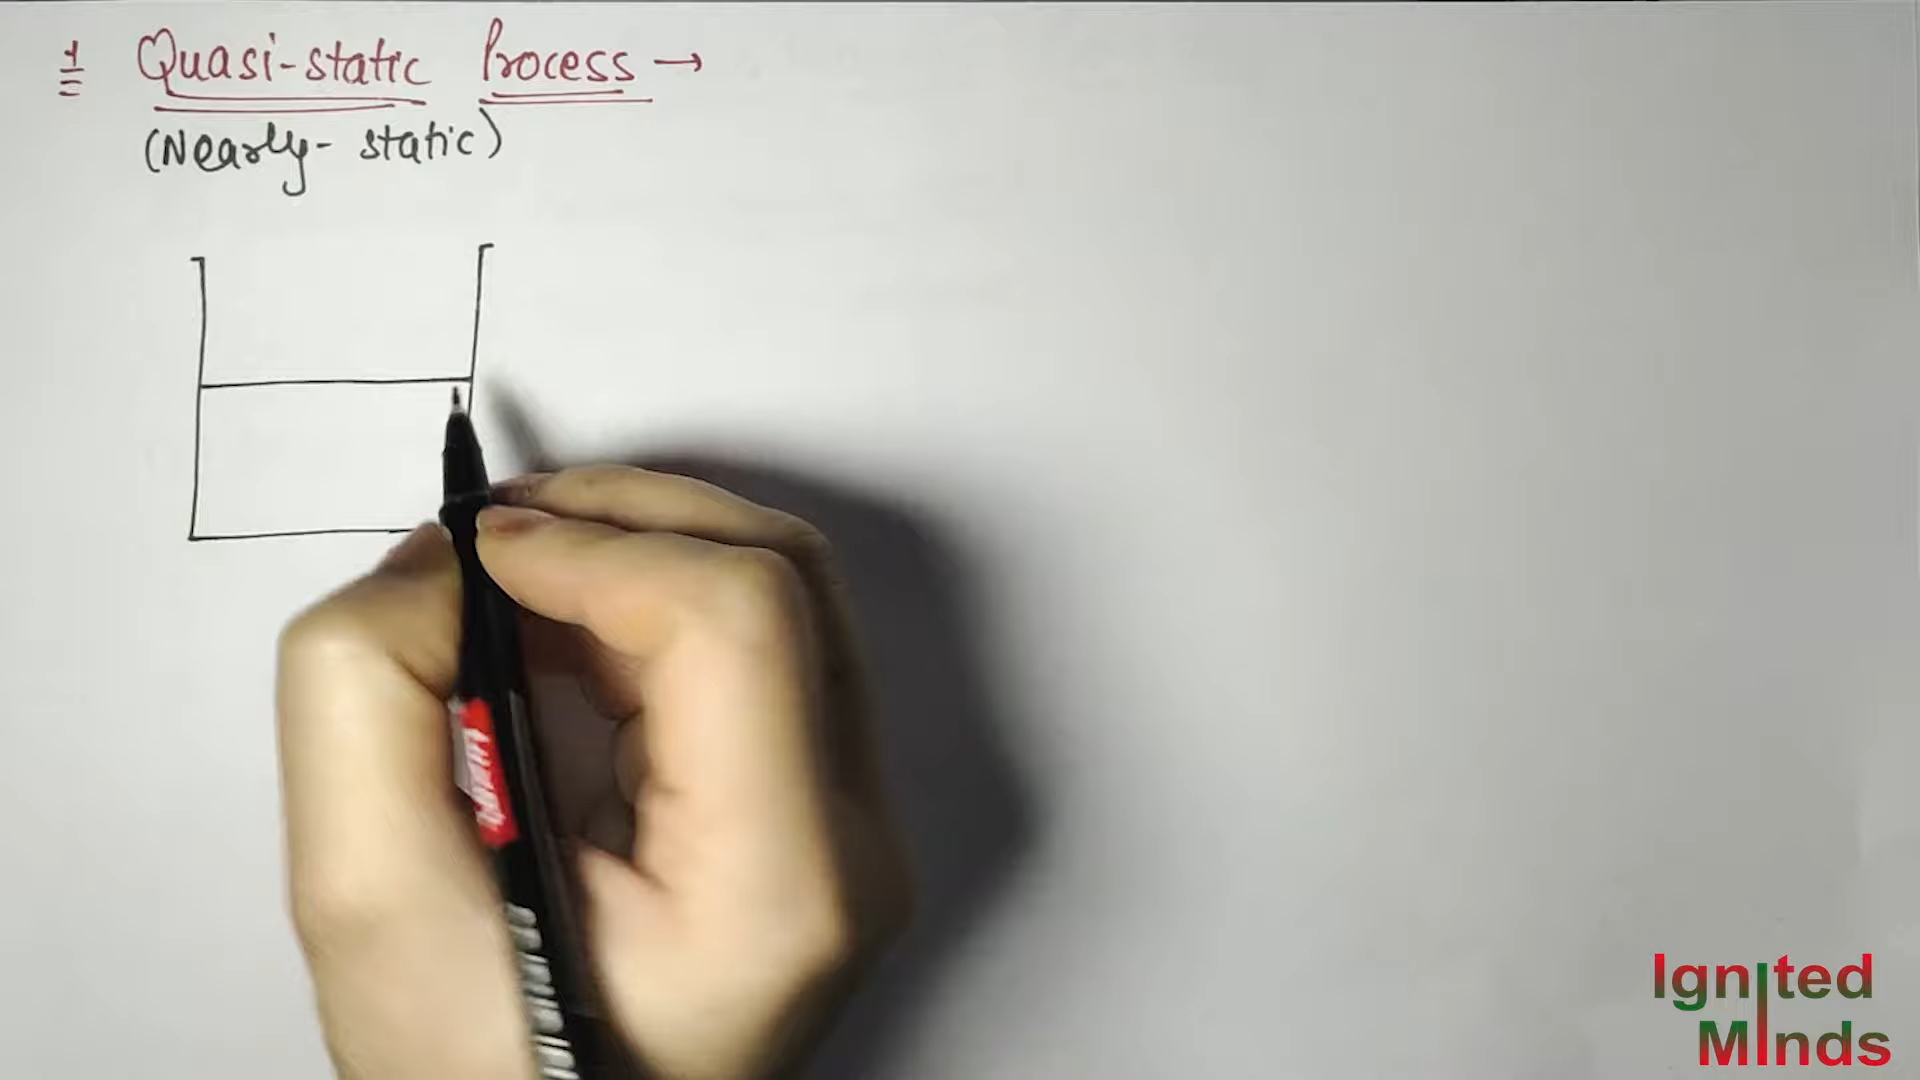 1 Quasi-static Process →
(Nearly-static)
Ignited
Minds